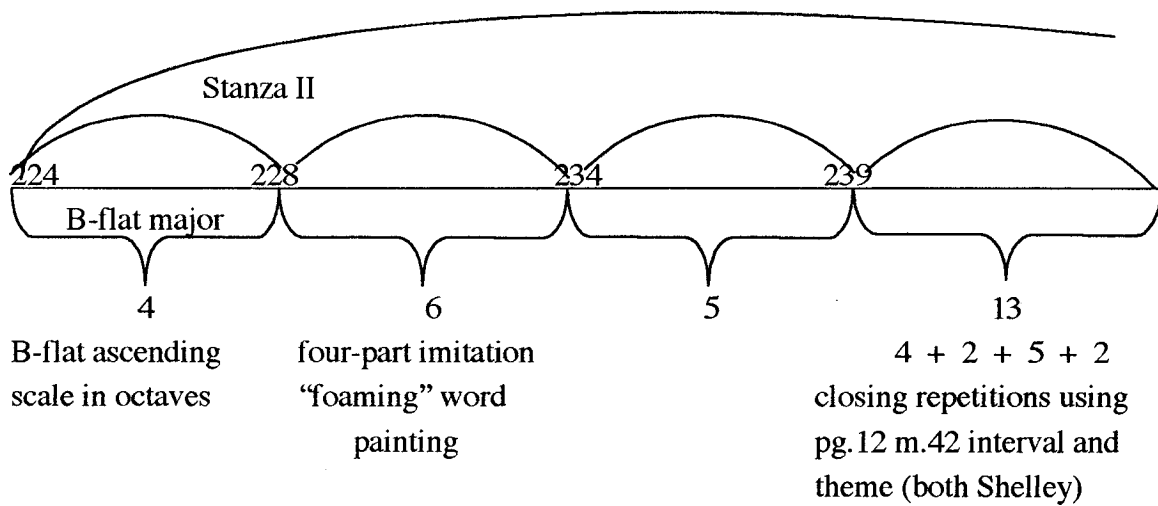 Stanza II
224 228 234 239
B-flat major
4 6 5 13
B-flat ascending four-part imitation 4 + 2 + 5 + 2
scale in octaves “foaming” word closing repetitions using
painting pg.12 m.42 interval and
theme (both Shelley)